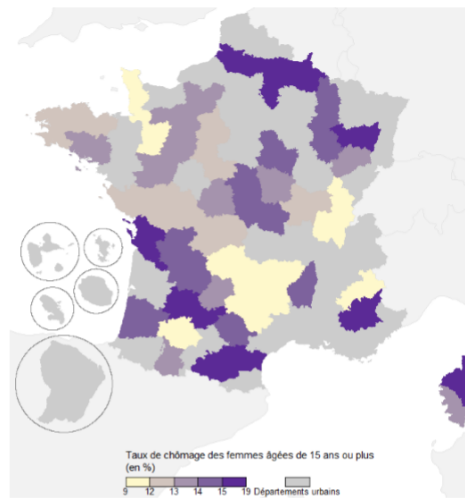 Taux de chômage des femmes âgées de 15 ans ou plus
(en %)
9 12 13 14 15 19 Départements urbains